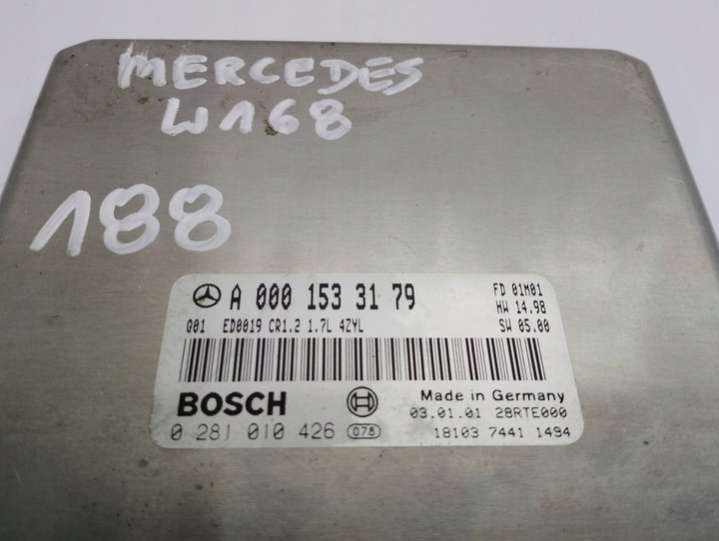 MERCEDES
W168
188
A 000 153 31 79
FD 01M01
HW 14.98
Q01 ED0019 CR1.2 1.7L 4ZYL
SW 05.00
BOSCH
Made in Germany
03.01.01 28RTE000
0 281 010 426 078
18103 7441 1494